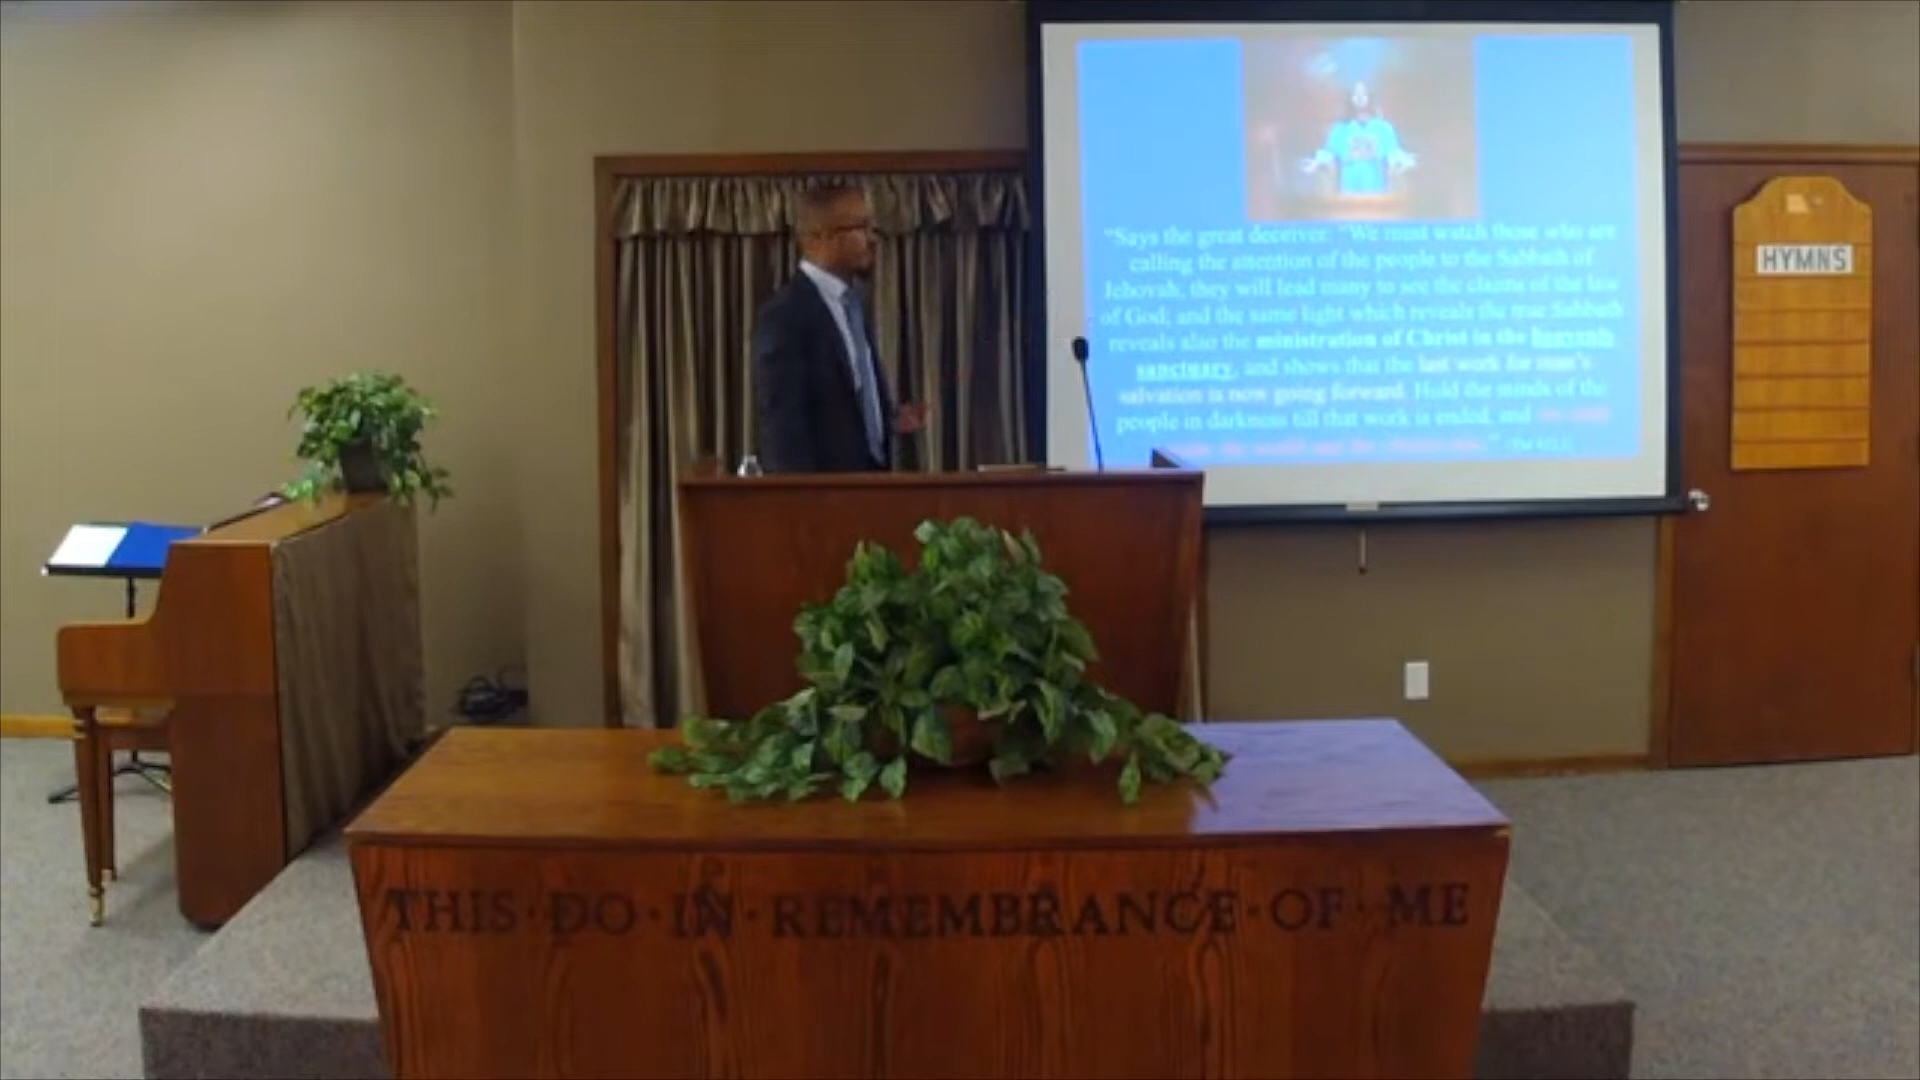 "Says the great deceiver. "We must watch those who are
calling the attention of the people to the Sabbath of
Jehovah, they will lead many to see the claims of the law
of God; and the same light which reveals the true Sabbath
reveals also the ministration of Christ in the heavenly
sanctuary, and shows that the last work for man's
salvation is now going forward. Hold the minds of the
people in darkness till that work is ended, and
the world and the
HYMNS
THIS · DO · IN · REMEMBRANCE · OF · ME